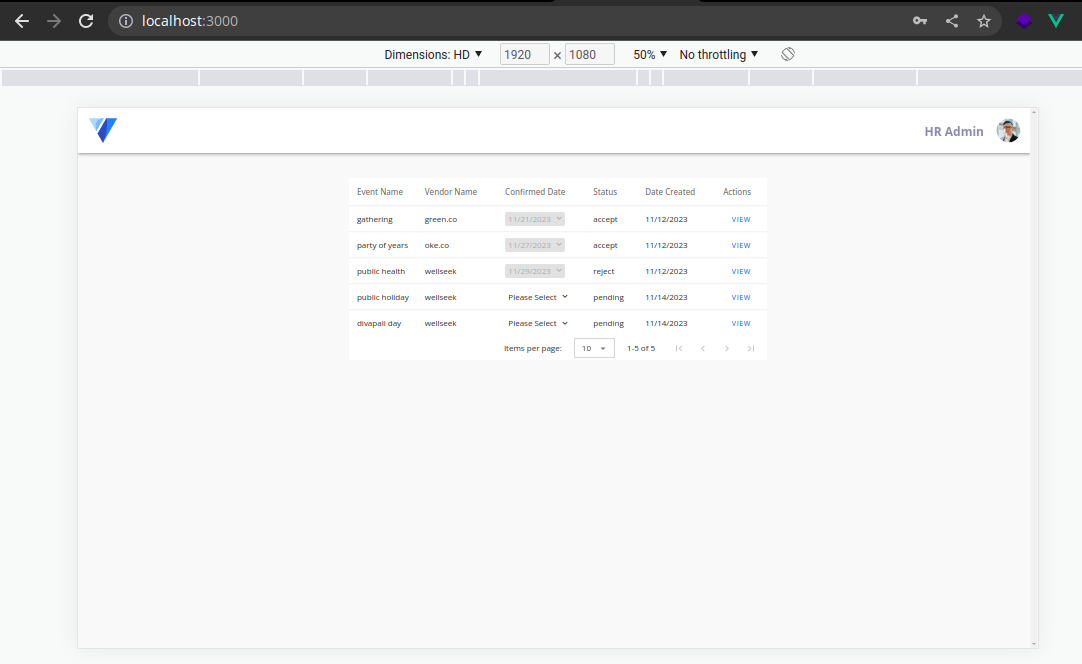 localhost:3000
Dimensions: HD 1920 × 1080 50% No throttling
HR Admin
Event Name Vendor Name Confirmed Date Status Date Created Actions
gathering green.co 11/21/2023 accept 11/12/2023 VIEW
party of years oke.co 11/27/2023 accept 11/12/2023 VIEW
public health wellseek 11/29/2023 reject 11/12/2023 VIEW
public holiday wellseek Please Select pending 11/14/2023 VIEW
divapali day wellseek Please Select pending 11/14/2023 VIEW
Items per page: 10 1-5 of 5